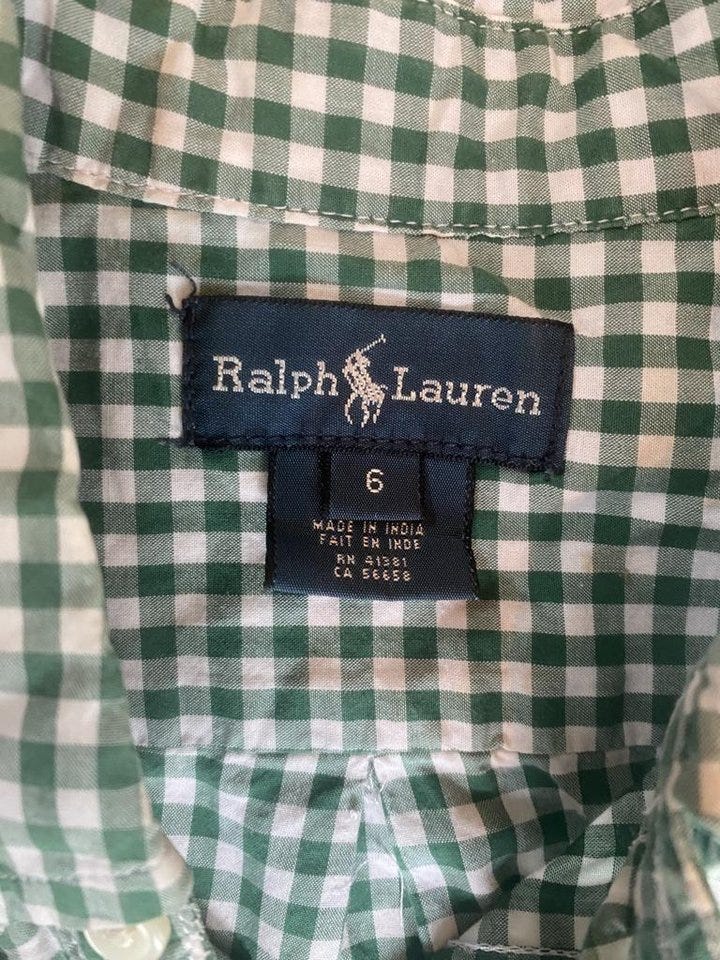 Ralph Lauren
6
MADE IN INDIA
FAIT EN INDE
RN 41381
CA 56658